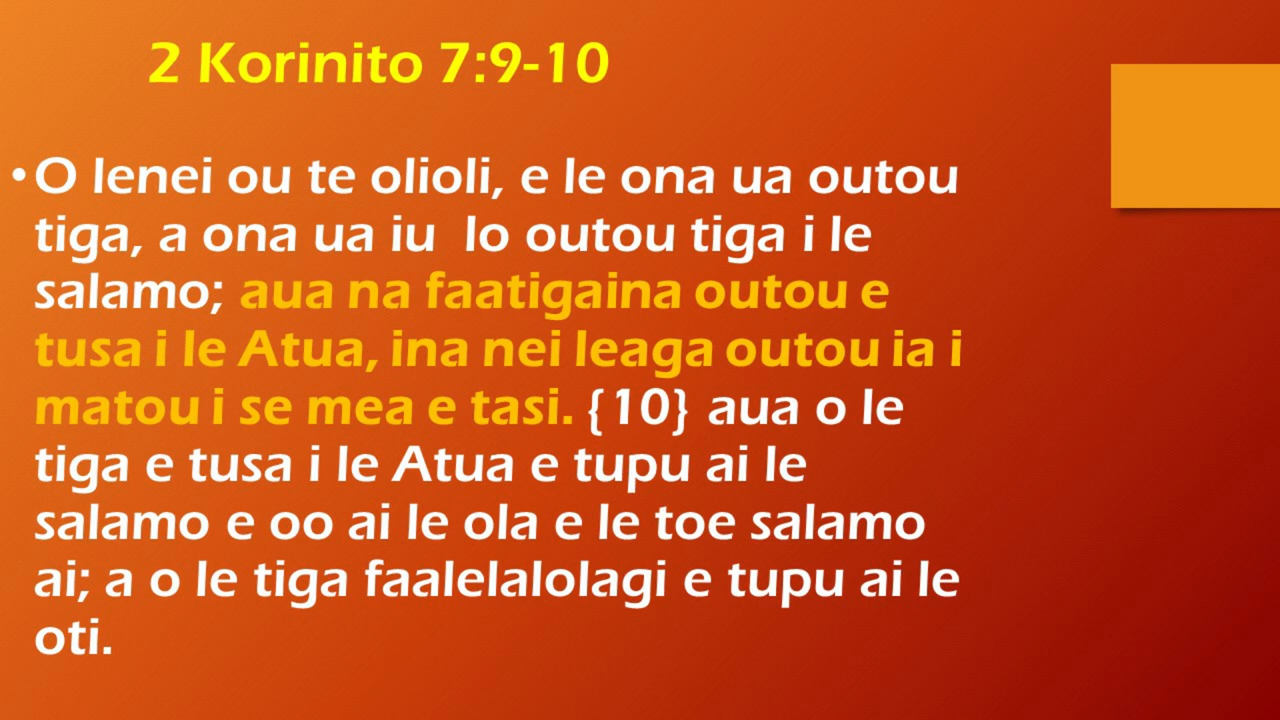 2 Korinito 7:9-10
•O lenei ou te olioli, e le ona ua outou
tiga, a ona ua iu  lo outou tiga i le
salamo; aua na faatigaina outou e
tusa i le Atua, ina nei leaga outou ia i
matou i se mea e tasi. {10} aua o le
tiga e tusa i le Atua e tupu ai le
salamo e oo ai le ola e le toe salamo
ai; a o le tiga faalelalolagi e tupu ai le
oti.